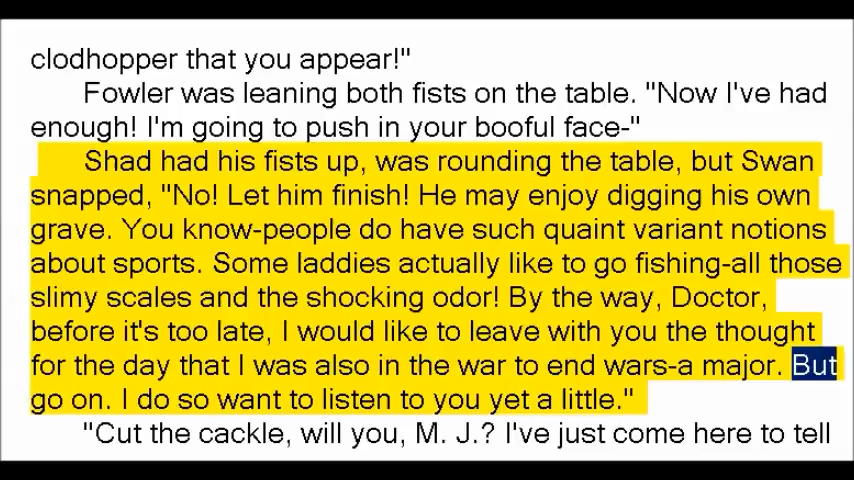 clodhopper that you appear!"
Fowler was leaning both fists on the table. "Now I've had
enough! I'm going to push in your booful face-"
Shad had his fists up, was rounding the table, but Swan
snapped, "No! Let him finish! He may enjoy digging his own
grave. You know-people do have such quaint variant notions
about sports. Some laddies actually like to go fishing-all those
slimy scales and the shocking odor! By the way, Doctor,
before it's too late, I would like to leave with you the thought
for the day that I was also in the war to end wars-a major. But
go on. I do so want to listen to you yet a little."
"Cut the cackle, will you, M. J.? I've just come here to tell